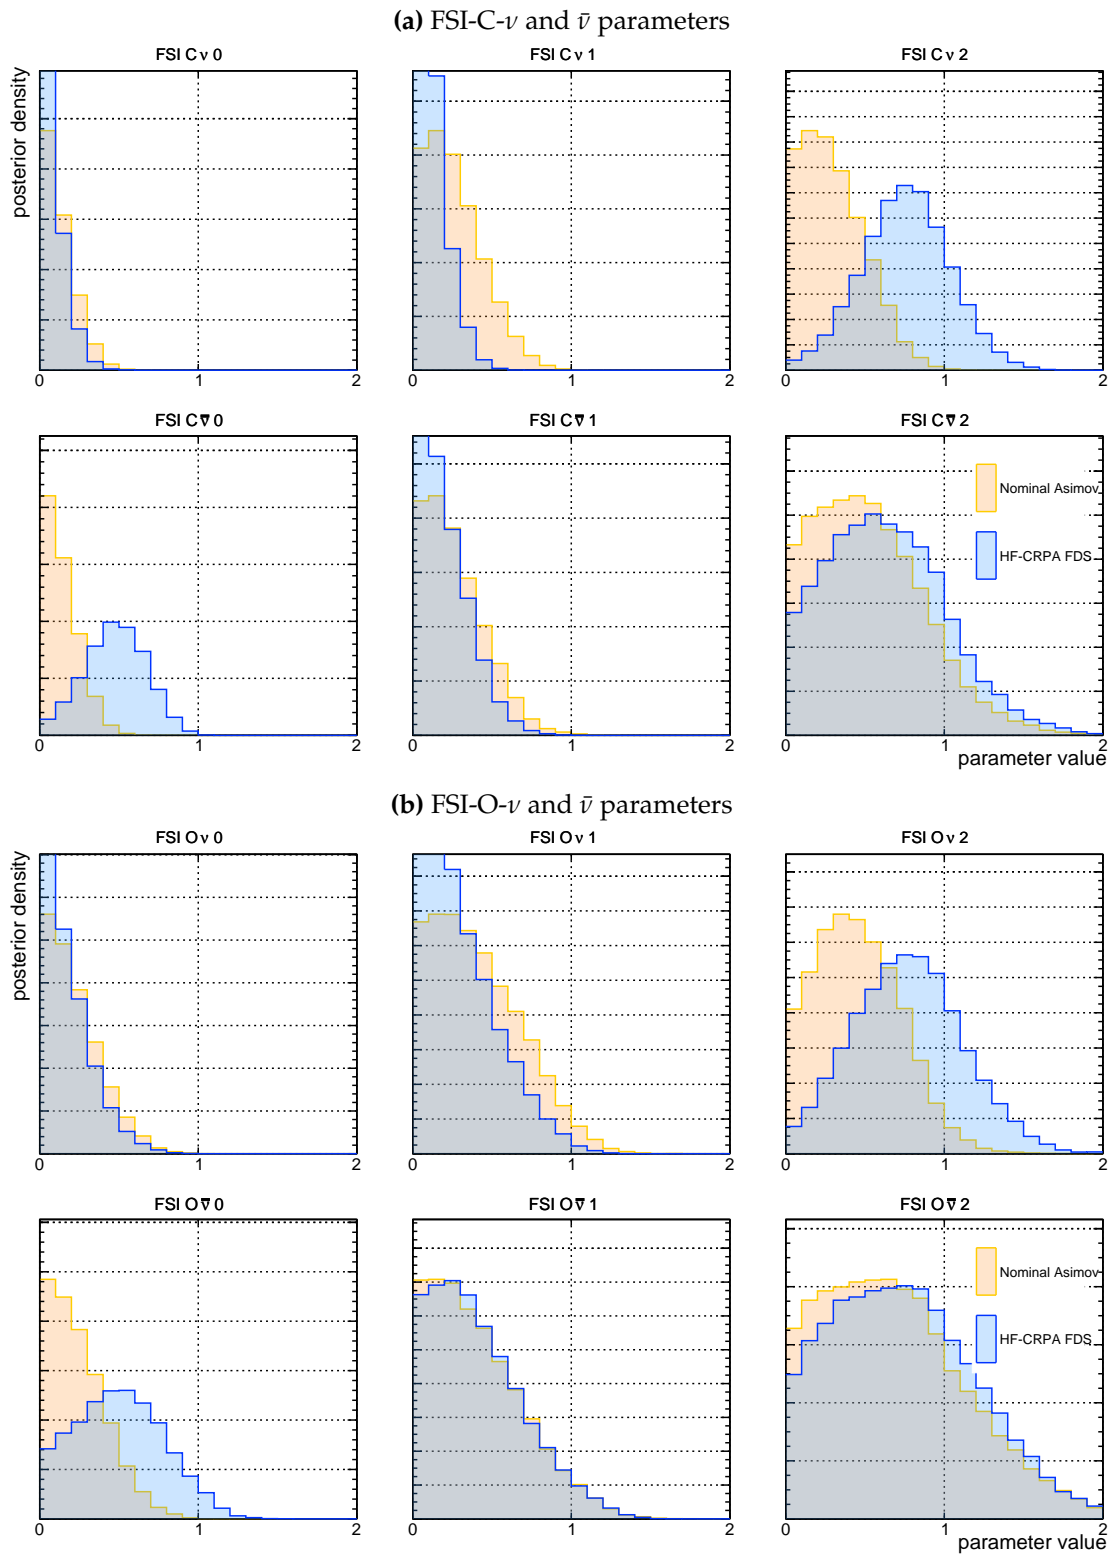 (a) FSI-C-ν and ν̄ parameters
FSI C ν 0
FSI C ν 1
FSI C ν 2
posterior density
0 1 2
0 1 2
0 1 2
FSI C ν̄ 0
FSI C ν̄ 1
FSI C ν̄ 2
Nominal Asimov
HF-CRPA FDS
0 1 2
0 1 2
0 1 2
parameter value
(b) FSI-O-ν and ν̄ parameters
FSI O ν 0
FSI O ν 1
FSI O ν 2
posterior density
0 1 2
0 1 2
0 1 2
FSI O ν̄ 0
FSI O ν̄ 1
FSI O ν̄ 2
Nominal Asimov
HF-CRPA FDS
0 1 2
0 1 2
0 1 2
parameter value